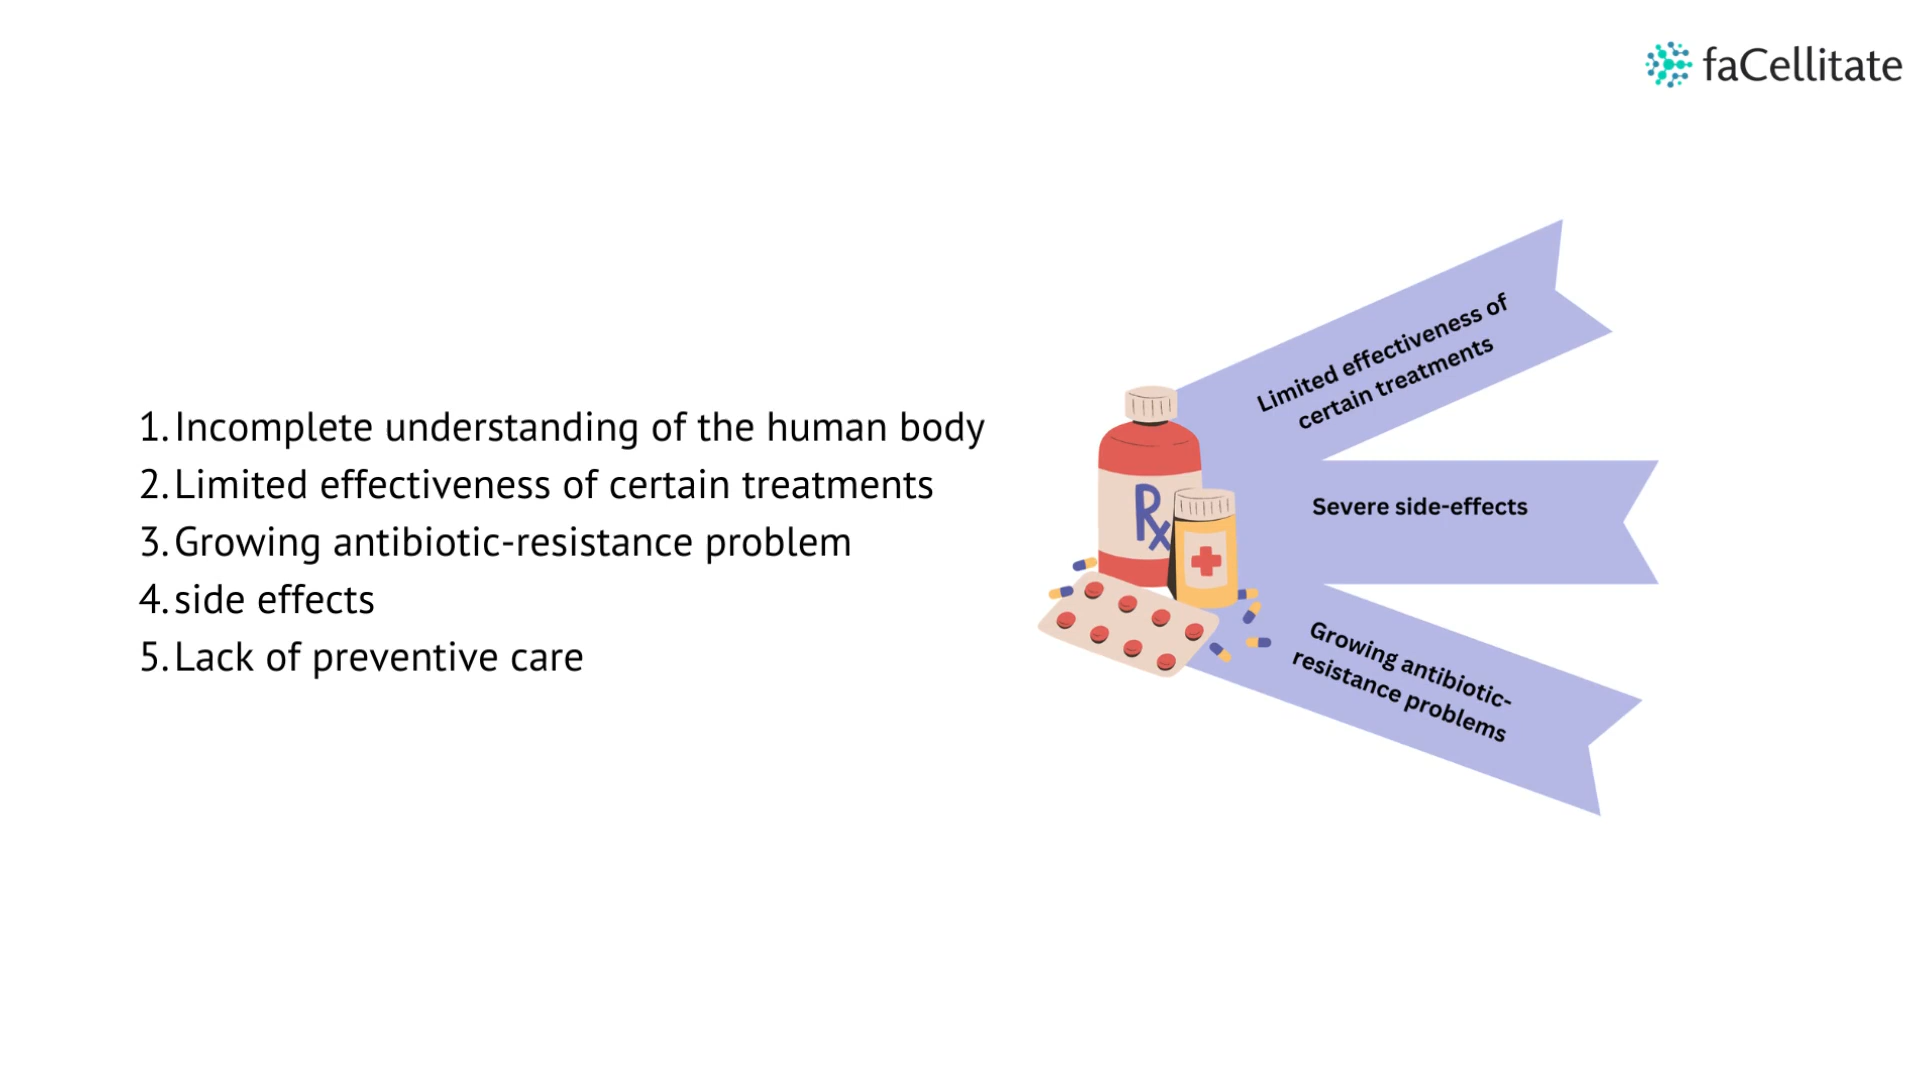 faCellitate
1. Incomplete understanding of the human body
2. Limited effectiveness of certain treatments
3. Growing antibiotic-resistance problem
4. side effects
5. Lack of preventive care
Limited effectiveness of
certain treatments
Severe side-effects
Growing antibiotic-
resistance problems
Rx